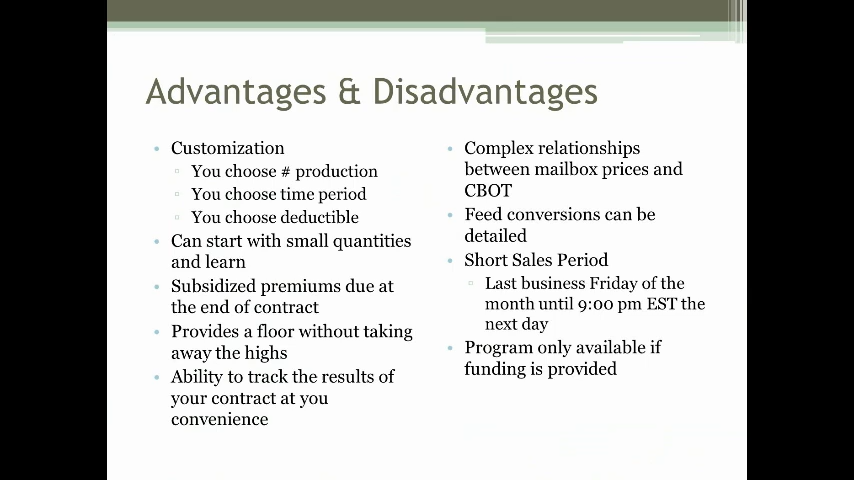 Advantages & Disadvantages
Customization
You choose # production
You choose time period
You choose deductible
Can start with small quantities
and learn
Subsidized premiums due at
the end of contract
Provides a floor without taking
away the highs
Ability to track the results of
your contract at you
convenience
Complex relationships
between mailbox prices and
CBOT
Feed conversions can be
detailed
Short Sales Period
Last business Friday of the
month until 9:00 pm EST the
next day
Program only available if
funding is provided